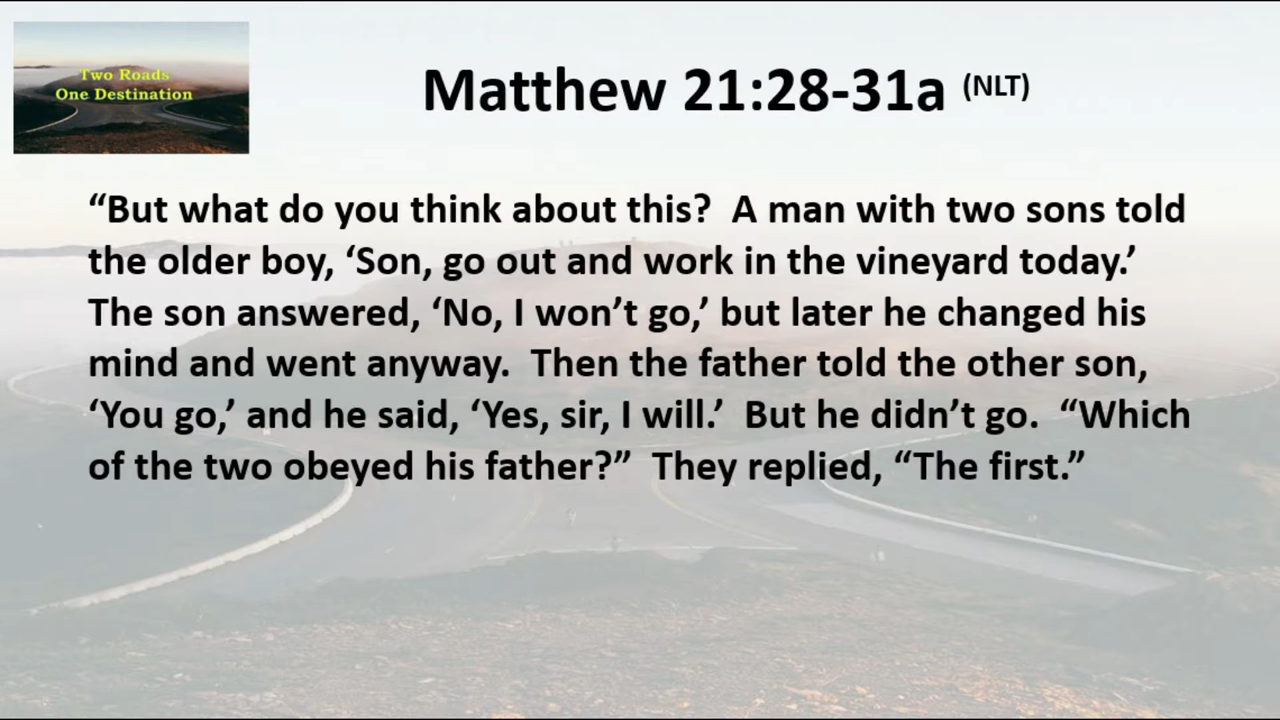 Two Roads
One Destination
Matthew 21:28-31a (NLT)
“But what do you think about this?  A man with two sons told
the older boy, ‘Son, go out and work in the vineyard today.’
The son answered, ‘No, I won’t go,’ but later he changed his
mind and went anyway.  Then the father told the other son,
‘You go,’ and he said, ‘Yes, sir, I will.’  But he didn’t go.  “Which
of the two obeyed his father?”  They replied, “The first.”